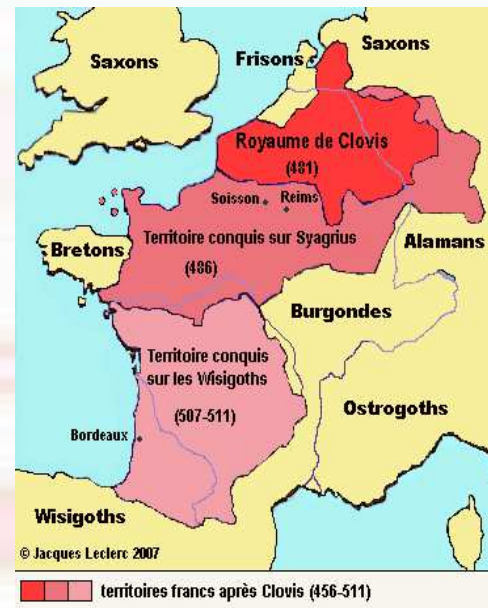 Saxons
Frisons
Saxons
Royaume de Clovis
(481)
Soisson
Reims
Bretons
Territoire conquis sur Syagrius
(486)
Alamans
Burgondes
Territoire conquis
sur les Wisigoths
(507-511)
Ostrogoths
Bordeaux
Wisigoths
© Jacques Leclerc 2007
territoires francs après Clovis (456-511)